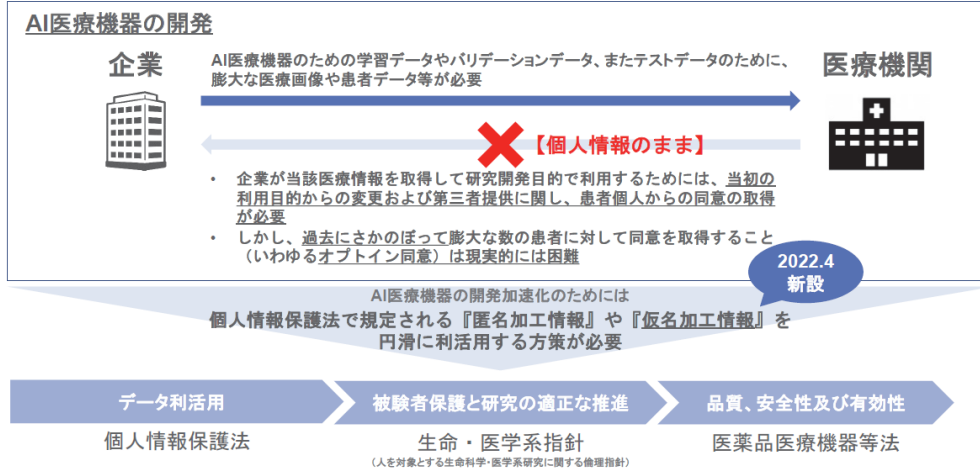 AI医療機器の開発
企業
AI医療機器のための学習データやバリデーションデータ、またテストデータのために、
膨大な医療画像や患者データ等が必要
医療機関
【個人情報のまま】
• 企業が当該医療情報を取得して研究開発目的で利用するためには、当初の
利用目的からの変更および第三者提供に関し、患者個人からの同意の取得
が必要
• しかし、過去にさかのぼって膨大な数の患者に対して同意を取得すること
（いわゆるオプトイン同意）は現実的には困難
2022.4
新設
AI医療機器の開発加速化のためには
個人情報保護法で規定される『匿名加工情報』や『仮名加工情報』を
円滑に利活用する方策が必要
データ利活用
被験者保護と研究の適正な推進
品質、安全性及び有効性
個人情報保護法
生命・医学系指針
（人を対象とする生命科学・医学系研究に関する倫理指針）
医薬品医療機器等法